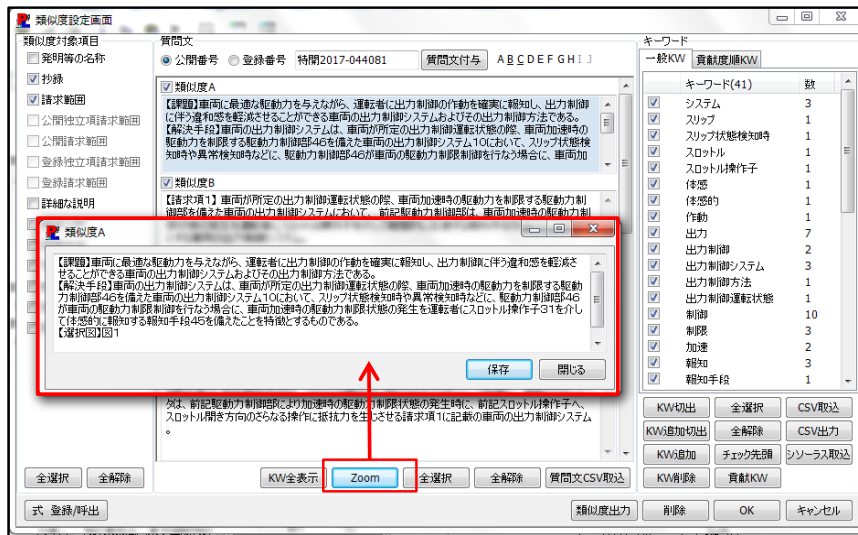 類似度設定画面
類似度対象項目
発明等の名称
抄録
請求範囲
公開独立項請求範囲
公開請求範囲
登録独立項請求範囲
登録請求範囲
詳細な説明
質問文
公開番号 登録番号 特開2017-044081 質問文付与 A B C D E F G H I J
類似度A
【課題】車両に最適な駆動力を与えながら、運転者に出力制御の作動を確実に報知し、出力制御
に伴う違和感を軽減させることができる車両の出力制御システムおよびその出力制御方法である。
【解決手段】車両の出力制御システムは、車両が所定の出力制御運転状態の際、車両加速時の
駆動力を制限する駆動力制御部46を備えた車両の出力制御システム10において、スリップ状態検
知時や異常検知時などに、駆動力制御部46が車両の駆動力制限制御を行なう場合に、車両加
類似度B
【請求項1】 車両が所定の出力制御運転状態の際、車両加速時の駆動力を制限する駆動力制
御部を備えた車両の出力制御システムにおいて、 前記駆動力制御部は、車両加速時の駆動力制
類似度A
【課題】車両に最適な駆動力を与えながら、運転者に出力制御の作動を確実に報知し、出力制御に伴う違和感を軽減さ
せることができる車両の出力制御システムおよびその出力制御方法である。
【解決手段】車両の出力制御システムは、車両が所定の出力制御運転状態の際、車両加速時の駆動力を制限する駆動
力制御部46を備えた車両の出力制御システム10において、スリップ状態検知時や異常検知時などに、駆動力制御部46
が車両の駆動力制限制御を行なう場合に、車両加速時の駆動力制限状態の発生を運転者にスロットル操作子31を介し
て体感的に報知する報知手段45を備えたことを特徴とするものである。
【選択図】図1
保存 閉じる
は、前記駆動力制御部により加速時の駆動力制限状態の発生時に、前記スロットル操作子へ、
スロットル開き方向のさらなる操作に抵抗力を生じさせる請求項1に記載の車両の出力制御システム
。
全選択 全解除 KW全表示 Zoom 全選択 全解除 質問文CSV取込
式 登録/呼出 類似度出力 削除 OK キャンセル
キーワード
一般KW 貢献度順KW
キーワード(41) 数
システム 3
スリップ 1
スリップ状態検知時 1
スロットル 1
スロットル操作子 1
体感 1
体感的 1
作動 1
出力 7
出力制御 2
出力制御システム 3
出力制御方法 1
出力制御運転状態 1
制御 10
制限 3
加速 2
報知 3
報知手段 1
KW切出 全選択 CSV取込
KW追加切出 全解除 CSV出力
KW追加 チェック先頭 シソーラス取込
KW削除 貢献KW